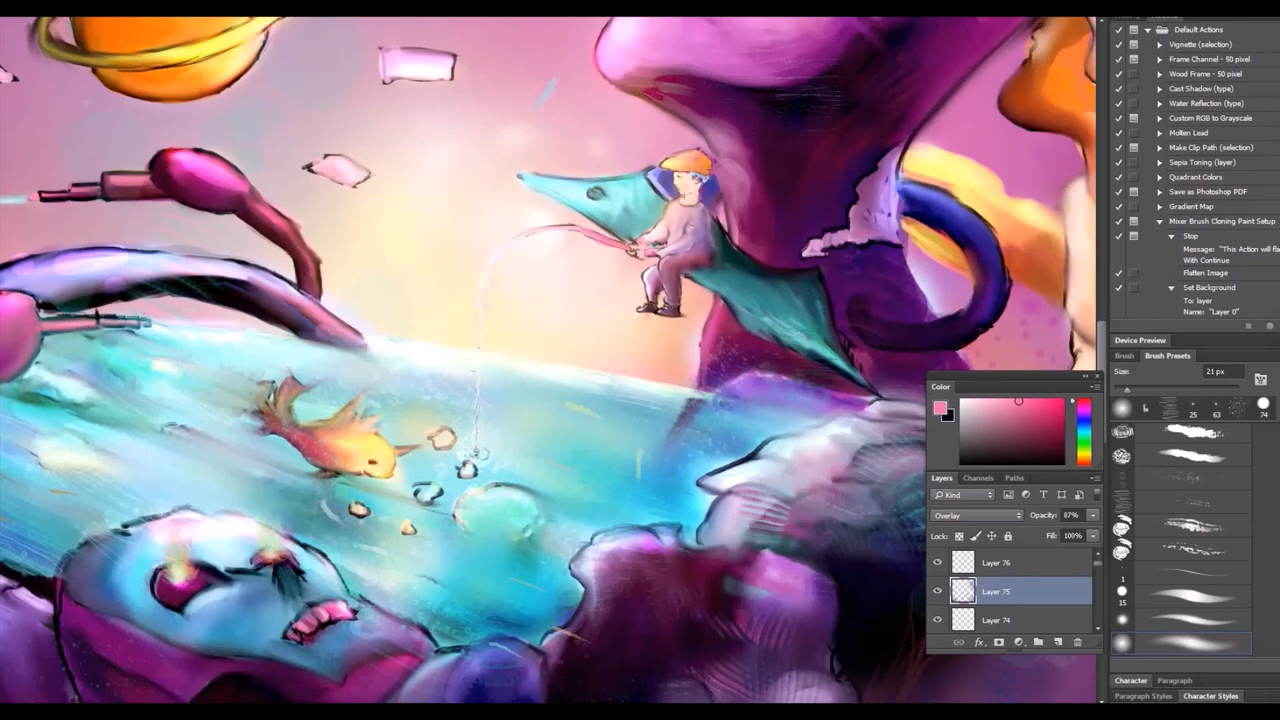 Default Actions
Vignette (selection)
Frame Channel - 50 pixel
Wood Frame - 50 pixel
Cast Shadow (type)
Water Reflection (type)
Custom RGB to Grayscale
Molten Lead
Make Clip Path (selection)
Sepia Toning (layer)
Quadrant Colors
Save as Photoshop PDF
Gradient Map
Mixer Brush Cloning Paint Setup
Stop
Message: "This Action will fla
With Continue
Flatten Image
Set Background
To: layer
Name: "Layer 0"
Device Preview
Brush Brush Presets
Size: 21 px
25 63 74
1
15
Color
Layers Channels Paths
Kind
Overlay Opacity: 87%
Lock: Fill: 100%
Layer 76
Layer 75
Layer 74
fx
Character Paragraph
Paragraph Styles Character Styles